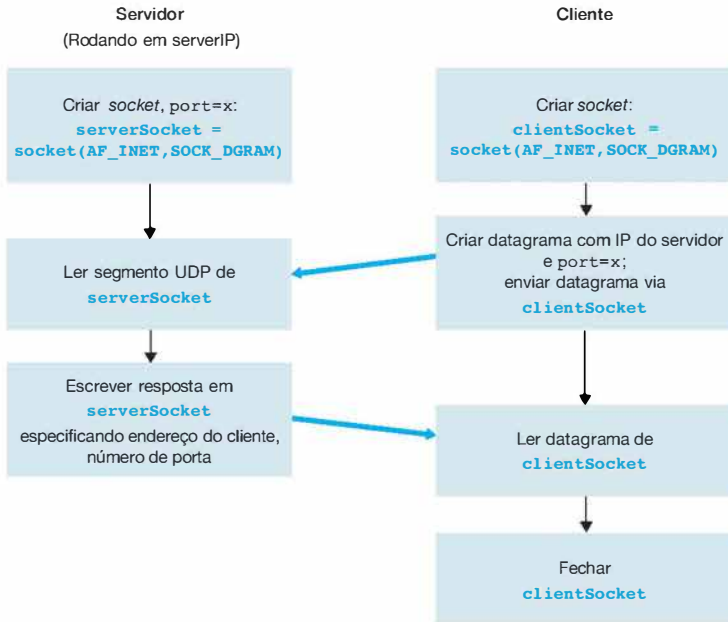 Servidor
(Rodando em serverIP)
Criar socket, port=x:
serverSocket =
socket(AF_INET,SOCK_DGRAM)
Ler segmento UDP de
serverSocket
Escrever resposta em
serverSocket
especificando endereço do cliente,
número de porta
Cliente
Criar socket:
clientSocket =
socket(AF_INET,SOCK_DGRAM)
Criar datagrama com IP do servidor
e port=x;
enviar datagrama via
clientSocket
Ler datagrama de
clientSocket
Fechar
clientSocket